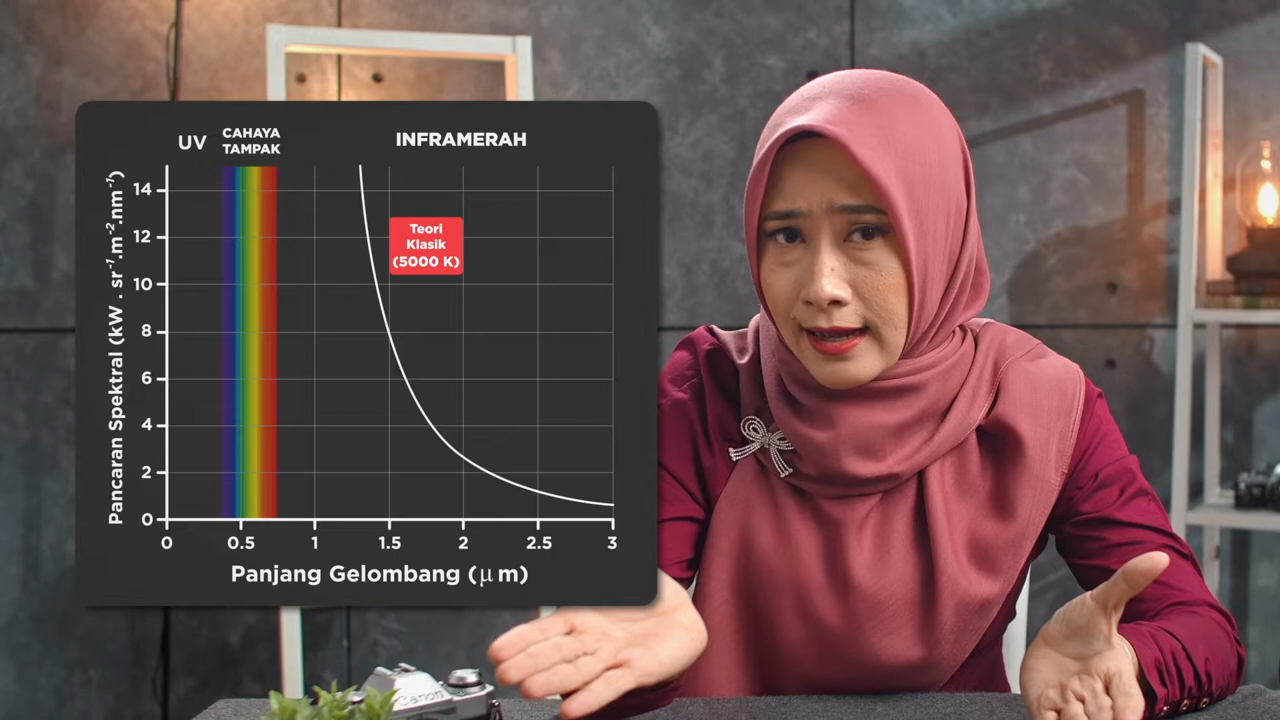 UV
CAHAYA
TAMPAK
INFRAMERAH
Pancaran Spektral (kW . sr⁻¹.m⁻².nm⁻¹)
14
12
10
8
6
4
2
0
Teori
Klasik
(5000 K)
0 0.5 1 1.5 2 2.5 3
Panjang Gelombang (μ m)
Canon